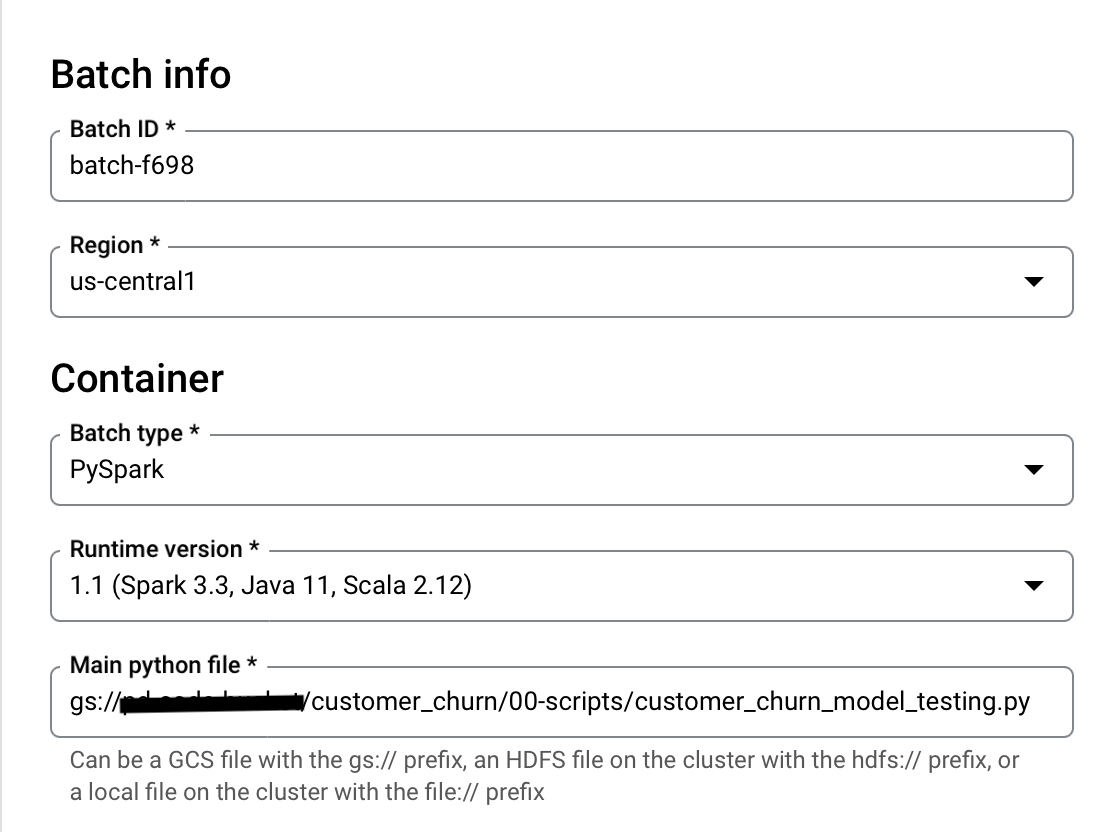 Batch info
Batch ID *
batch-f698
Region *
us-central1
Container
Batch type *
PySpark
Runtime version *
1.1 (Spark 3.3, Java 11, Scala 2.12)
Main python file *
gs:///customer_churn/00-scripts/customer_churn_model_testing.py
Can be a GCS file with the gs:// prefix, an HDFS file on the cluster with the hdfs:// prefix, or
a local file on the cluster with the file:// prefix